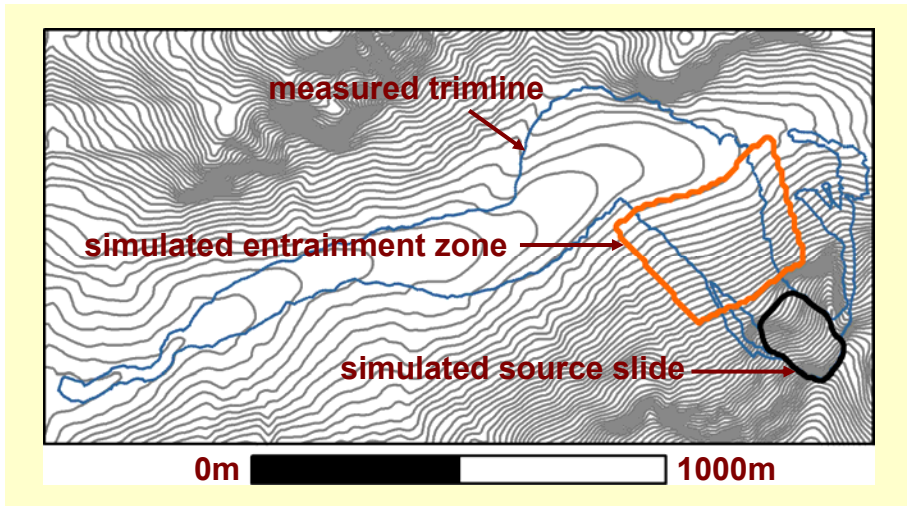 measured trimline
simulated entrainment zone
simulated source slide
0m 1000m